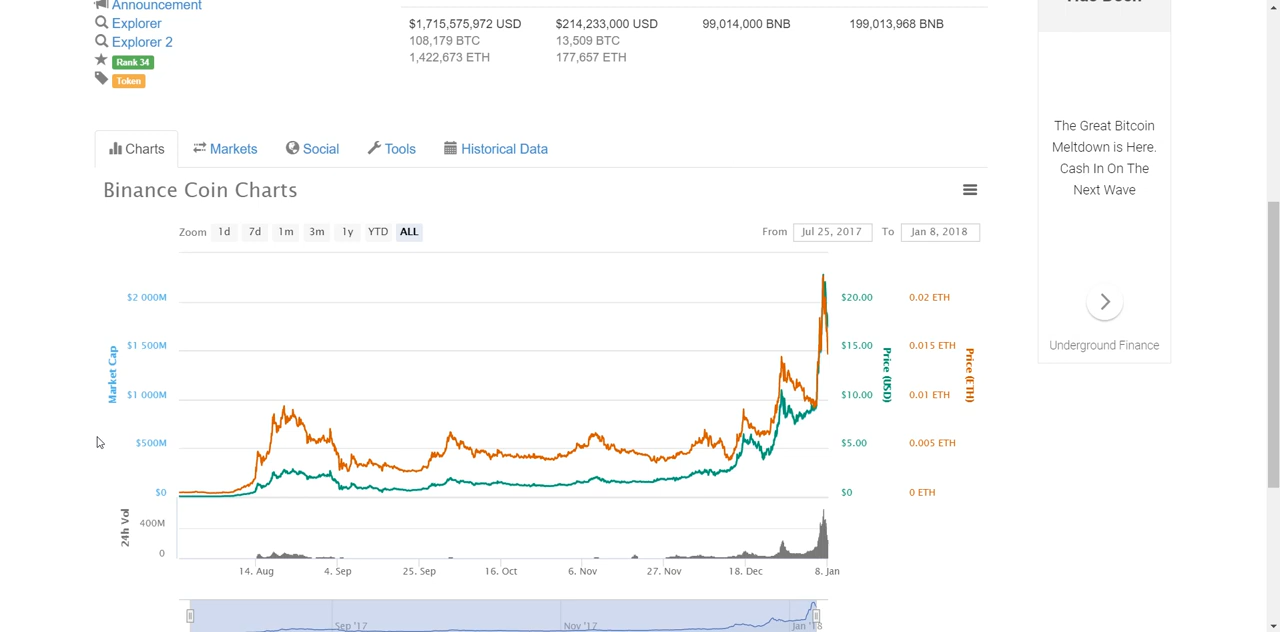 Announcement
Explorer
Explorer 2
Rank 34
Token
$1,715,575,972 USD
108,179 BTC
1,422,673 ETH
$214,233,000 USD
13,509 BTC
177,657 ETH
99,014,000 BNB
199,013,968 BNB
Charts Markets Social Tools Historical Data
Binance Coin Charts
Zoom 1d 7d 1m 3m 1y YTD ALL
From Jul 25, 2017 To Jan 8, 2018
Market Cap
$2 000M
$1 500M
$1 000M
$500M
$0
$20.00
$15.00
$10.00
$5.00
$0
Price (USD)
0.02 ETH
0.015 ETH
0.01 ETH
0.005 ETH
0 ETH
Price (ETH)
24h Vol
400M
0
14. Aug 4. Sep 25. Sep 16. Oct 6. Nov 27. Nov 18. Dec 8. Jan
Sep '17 Nov '17 Jan '18
The Great Bitcoin
Meltdown is Here.
Cash In On The
Next Wave
Underground Finance